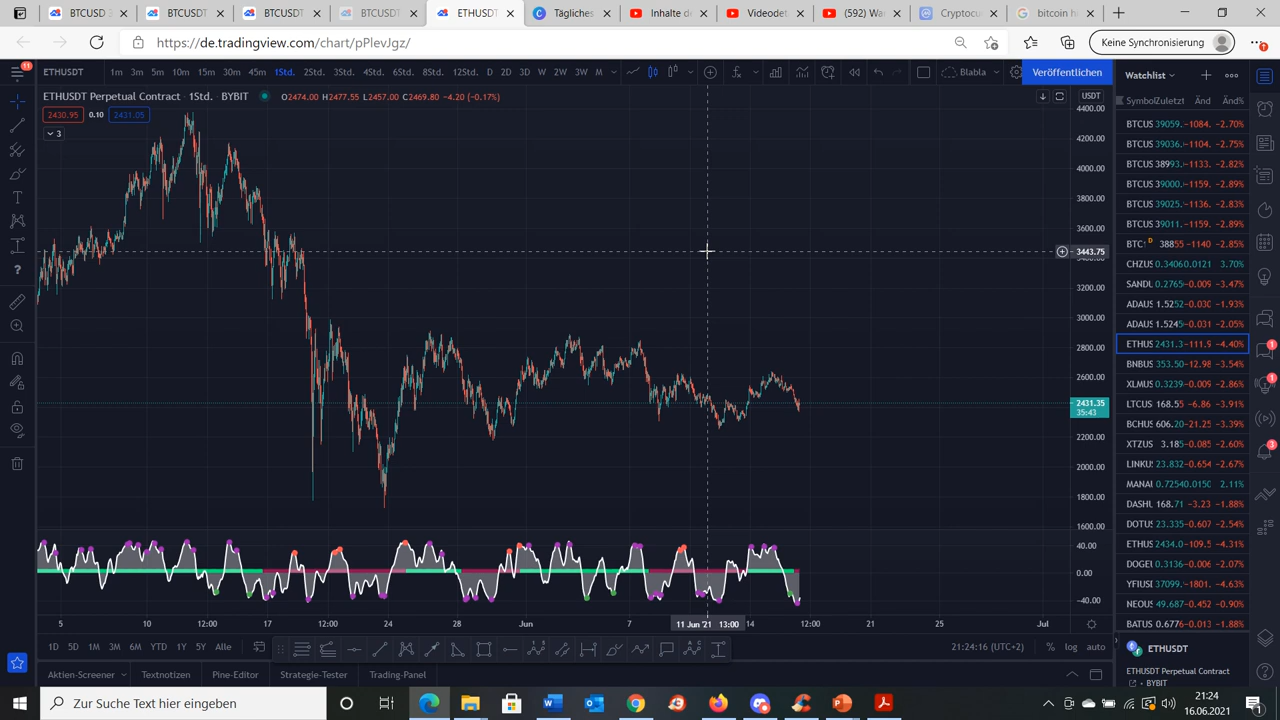 BTCUSD 3
BTCUSDT
BTCUSDT
BTCUSDT
ETHUSDT
Tägliches
Inhalte d
Videodet
(592) Wa
Cryptocu
bitcoin h
https://de.tradingview.com/chart/pPlevJgz/
Keine Synchronisierung
11
ETHUSDT 1m 3m 5m 10m 15m 30m 45m 1Std. 2Std. 3Std. 4Std. 6Std. 8Std. 12Std. D 2D 3D W 2W 3W M Blabla Veröffentlichen
Watchlist
ETHUSDT Perpetual Contract · 1Std. · BYBIT O2474.00 H2477.55 L2457.00 C2469.80 −4.20 (−0.17%)
USDT
2430.95 0.10 2431.05
3
4400.00
4200.00
4000.00
3800.00
3600.00
3443.75
3400.00
3200.00
3000.00
2800.00
2600.00
2431.35
35:43
2200.00
2000.00
1800.00
1600.00
40.00
0.00
−40.00
5 10 12:00 17 12:00 24 28 Jun 7 11 Jun '21 13:00 14 12:00 21 25 Jul
Symbol Zuletzt Änd Änd%
BTCUS 39059. −1084. −2.70%
BTCUS 39036. −1104. −2.75%
BTCUS 38993. −1133. −2.82%
BTCUS 39000. −1159. −2.89%
BTCUS 39025. −1136. −2.83%
BTCUS 39011. −1159. −2.89%
BTC D 38855 −1140 −2.85%
CHZUS 0.3406 0.0121 3.70%
SANDU 0.2765 −0.009 −3.47%
ADAUS 1.5252 −0.030 −1.93%
ADAUS 1.5245 −0.031 −2.05%
ETHUS 2431.3 −111.9 −4.40%
BNBUS 353.50 −12.98 −3.54%
XLMUS 0.3239 −0.009 −2.86%
LTCUS 168.55 −6.86 −3.91%
BCHUS 606.20 −21.25 −3.39%
XTZUS 3.185 −0.085 −2.60%
LINKUS 23.832 −0.654 −2.67%
MANAI 0.7254 0.0150 2.11%
DASHU 168.71 −3.23 −1.88%
DOTUS 23.335 −0.607 −2.54%
ETHUS 2434.0 −109.5 −4.31%
DOGEU 0.3136 −0.006 −2.07%
YFIUS 37099. −1801. −4.63%
NEOUS 49.687 −0.452 −0.90%
BATUS 0.6776 −0.013 −1.88%
1
1
3
ETHUSDT
ETHUSDT Perpetual Contract
BYBIT
1D 5D 1M 3M 6M YTD 1Y 5Y Alle
21:24:16 (UTC+2) % log auto
Aktien-Screener Textnotizen Pine-Editor Strategie-Tester Trading-Panel
Zur Suche Text hier eingeben
21:24
16.06.2021
1